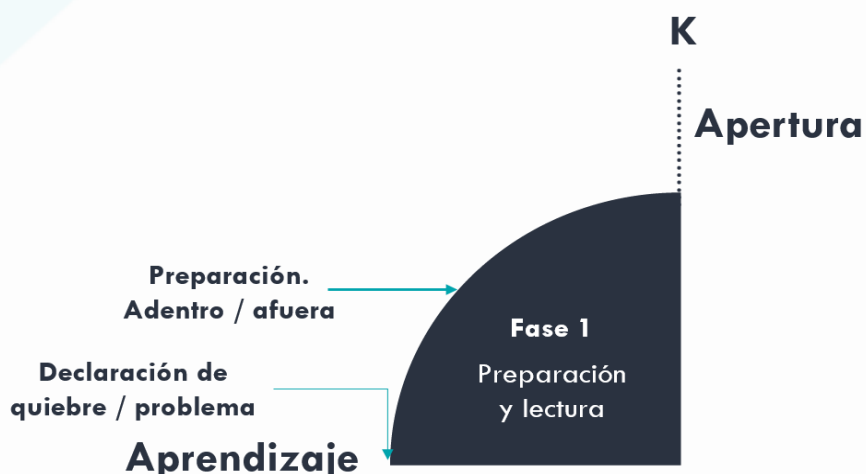 K
Apertura
Preparación.
Adentro / afuera
Fase 1
Preparación
y lectura
Declaración de
quiebre / problema
Aprendizaje